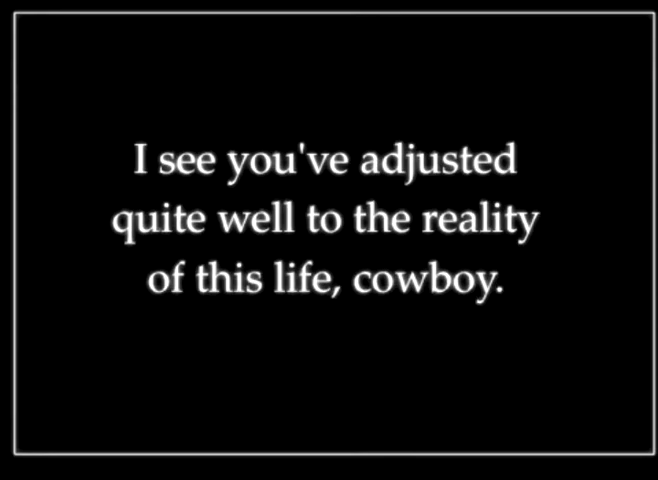 I see you've adjusted
quite well to the reality
of this life, cowboy.